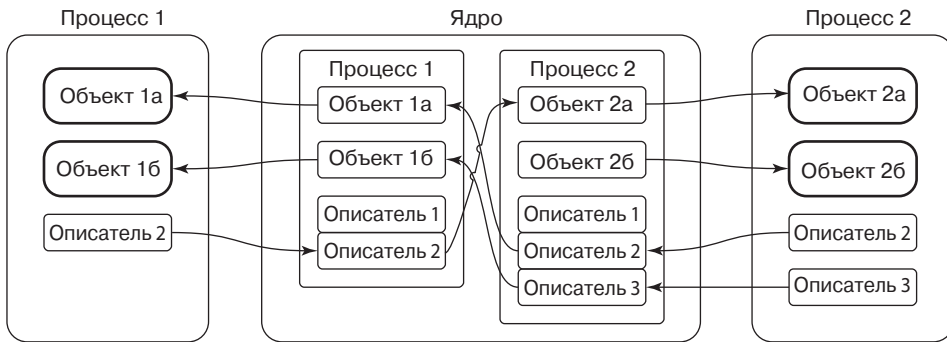 Процесс 1
Ядро
Процесс 2
Процесс 1
Процесс 2
Объект 1а
Объект 1а
Объект 2а
Объект 2а
Объект 1б
Объект 1б
Объект 2б
Объект 2б
Описатель 1
Описатель 1
Описатель 2
Описатель 2
Описатель 2
Описатель 2
Описатель 3
Описатель 3